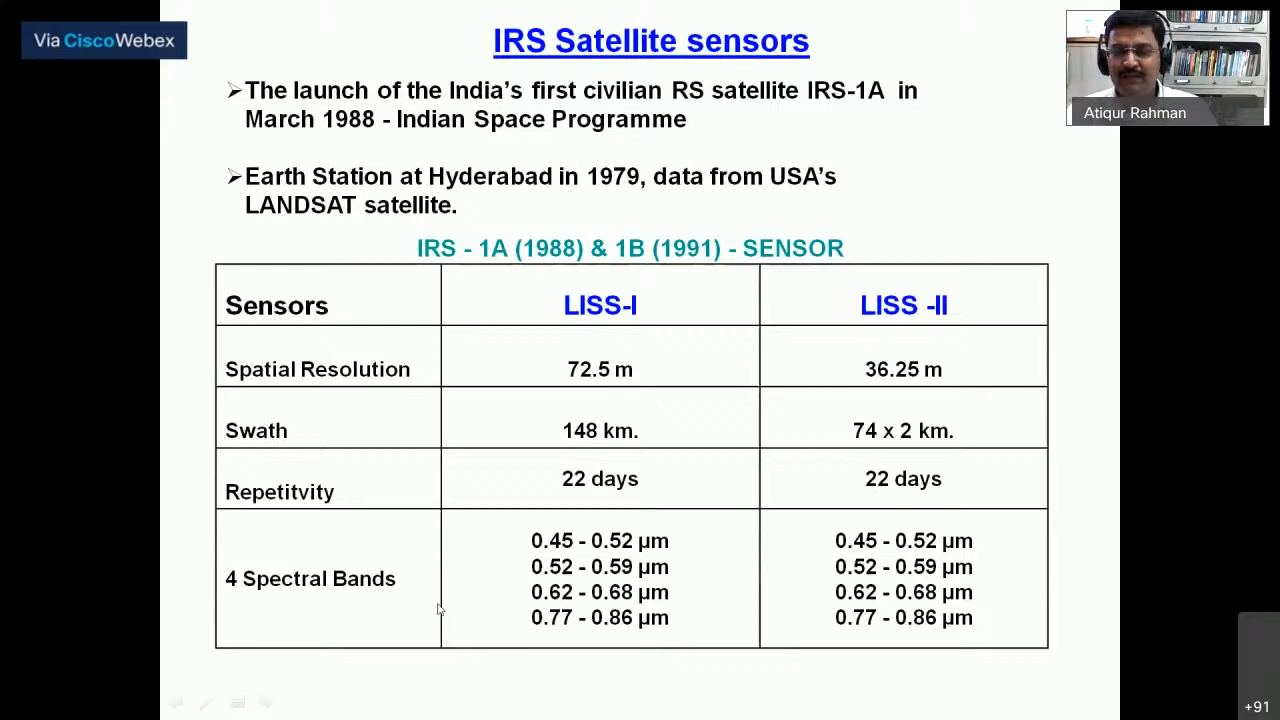 Via CiscoWebex
IRS Satellite sensors
Atiqur Rahman
➢The launch of the India's first civilian RS satellite IRS-1A in
March 1988 - Indian Space Programme
➢Earth Station at Hyderabad in 1979, data from USA's
LANDSAT satellite.
IRS - 1A (1988) & 1B (1991) - SENSOR
Sensors LISS-I LISS -II
Spatial Resolution 72.5 m 36.25 m
Swath 148 km. 74 x 2 km.
Repetitvity 22 days 22 days
4 Spectral Bands
0.45 - 0.52 µm 0.45 - 0.52 µm
0.52 - 0.59 µm 0.52 - 0.59 µm
0.62 - 0.68 µm 0.62 - 0.68 µm
0.77 - 0.86 µm 0.77 - 0.86 µm
+91